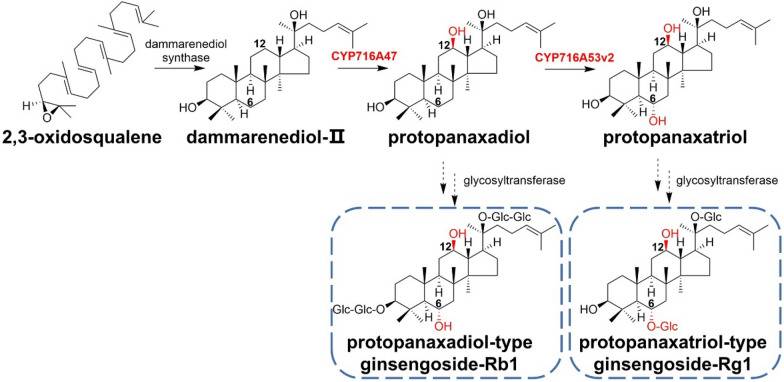 OH
OH
OH
OH
OH
dammarenediol
synthase
12
CYP716A47
12
CYP716A53v2
12
H
H
H
H
H
H
H
O
HO
6
H
HO
6
H
HO
6
H
OH
2,3-oxidosqualene
dammarenediol-II
protopanaxadiol
protopanaxatriol
glycosyltransferase
glycosyltransferase
O-Glc-Glc
O-Glc
OH
OH
12
12
H
H
H
H
6
6
Glc-Glc-O
H
HO
H
OH
O-Glc
protopanaxadiol-type
protopanaxatriol-type
ginsengoside-Rb1
ginsengoside-Rg1